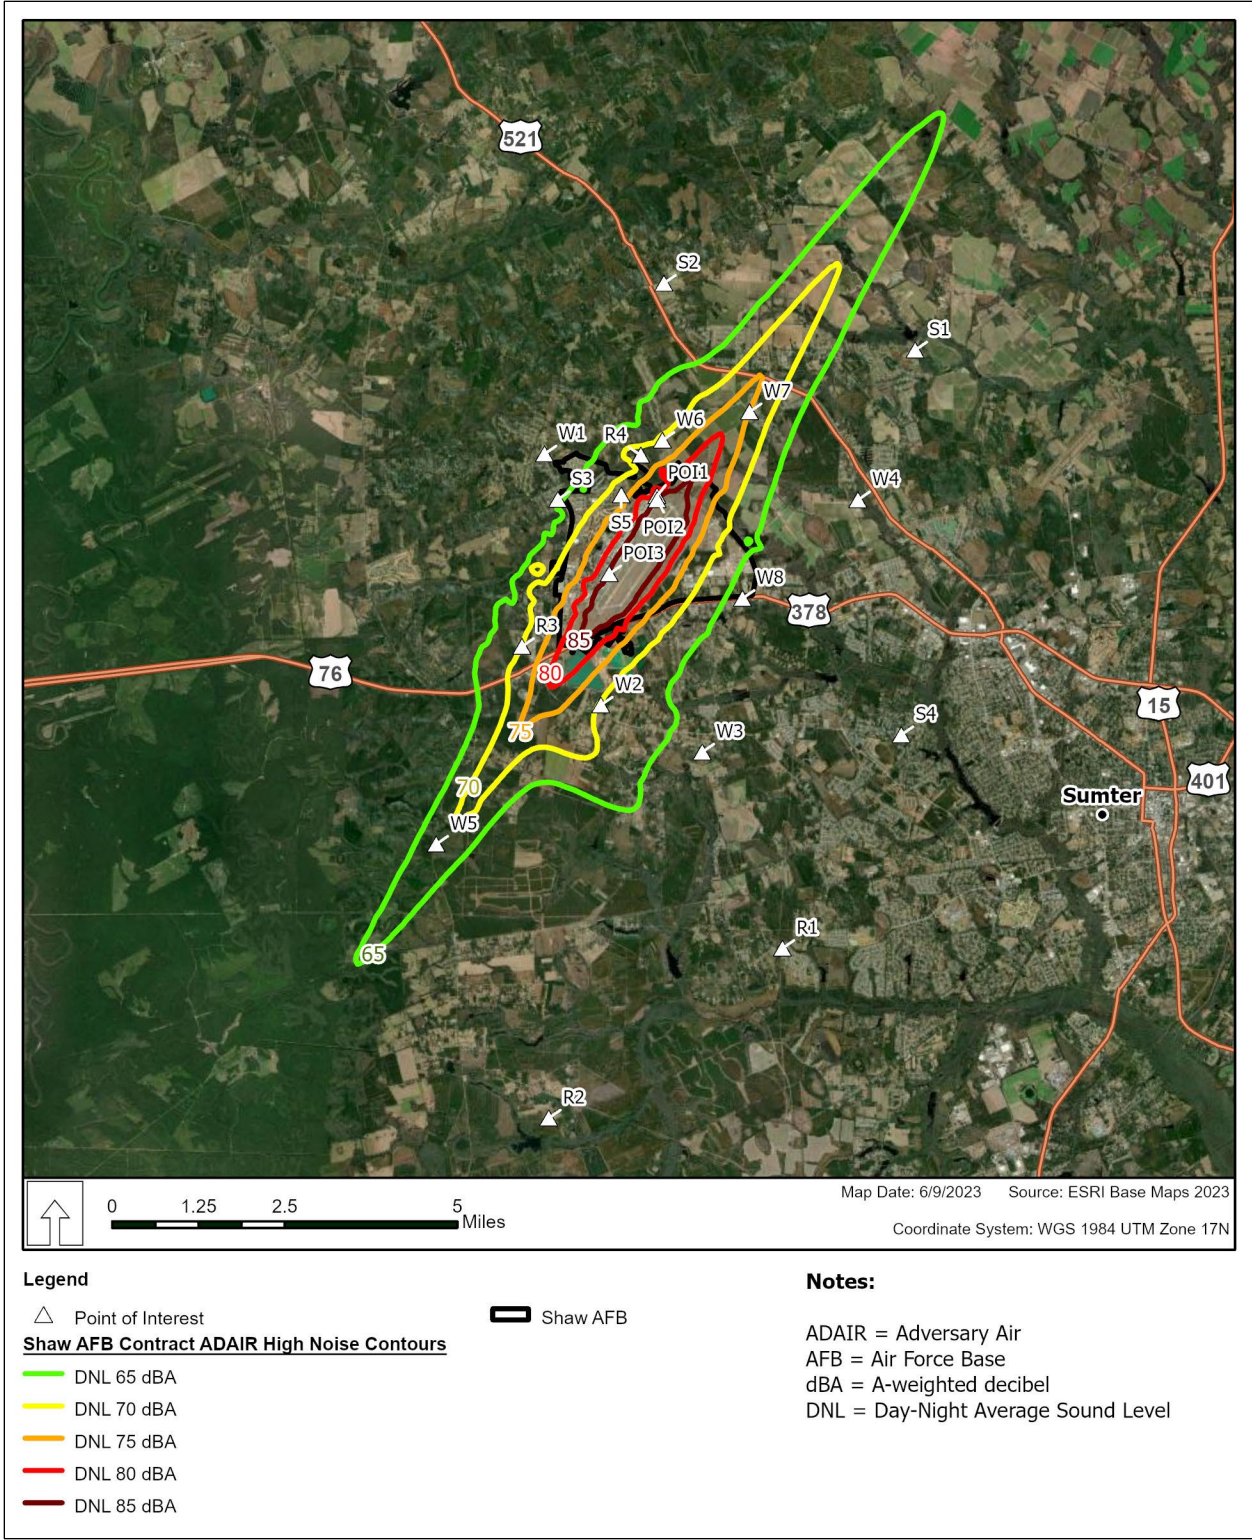 521
S2
S1
W7
W6
R4
W1
POI1
S3
W4
S5
POI2
POI3
W8
378
R3
85
80
76
W2
15
S4
75
W3
401
70
Sumter
W5
R1
65
R2
Map Date: 6/9/2023 Source: ESRI Base Maps 2023
0 1.25 2.5 5
Miles
Coordinate System: WGS 1984 UTM Zone 17N
Legend
Point of Interest
Shaw AFB
Shaw AFB Contract ADAIR High Noise Contours
DNL 65 dBA
DNL 70 dBA
DNL 75 dBA
DNL 80 dBA
DNL 85 dBA
Notes:
ADAIR = Adversary Air
AFB = Air Force Base
dBA = A-weighted decibel
DNL = Day-Night Average Sound Level